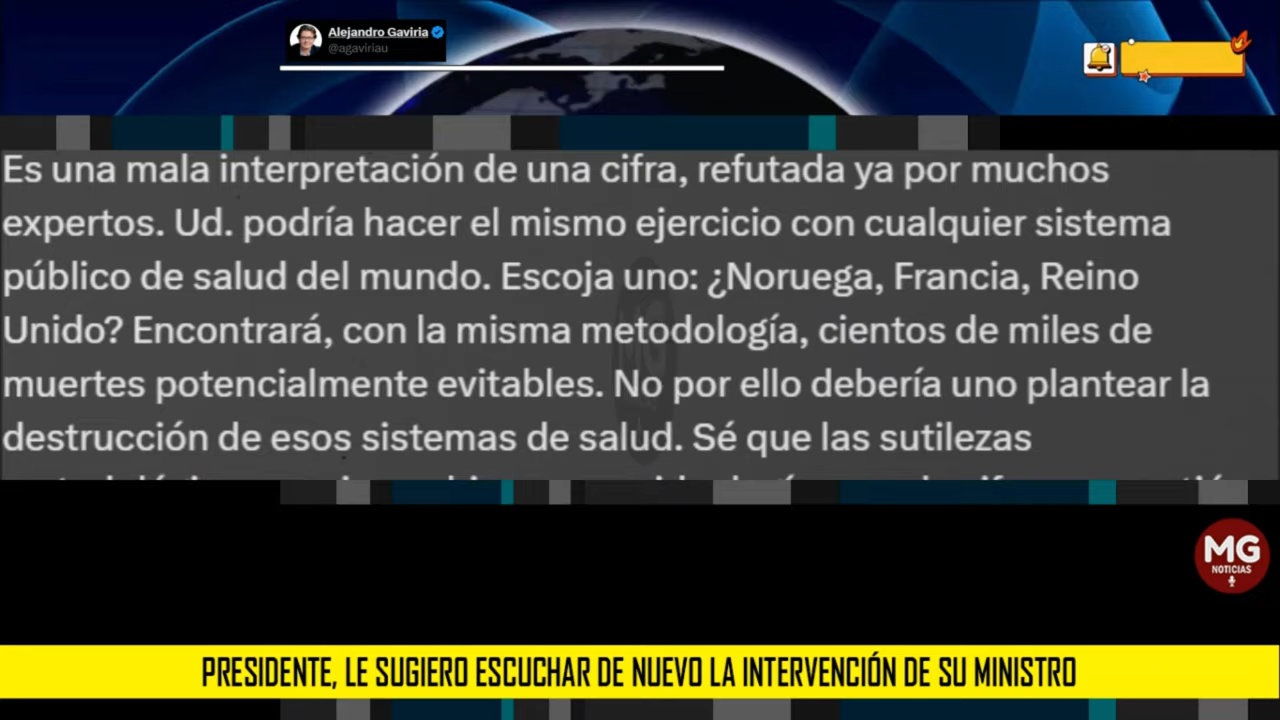 Alejandro Gaviria
@agaviriau
Es una mala interpretación de una cifra, refutada ya por muchos
expertos. Ud. podría hacer el mismo ejercicio con cualquier sistema
público de salud del mundo. Escoja uno: ¿Noruega, Francia, Reino
Unido? Encontrará, con la misma metodología, cientos de miles de
muertes potencialmente evitables. No por ello debería uno plantear la
destrucción de esos sistemas de salud. Sé que las sutilezas
MG
NOTICIAS
PRESIDENTE, LE SUGIERO ESCUCHAR DE NUEVO LA INTERVENCIÓN DE SU MINISTRO